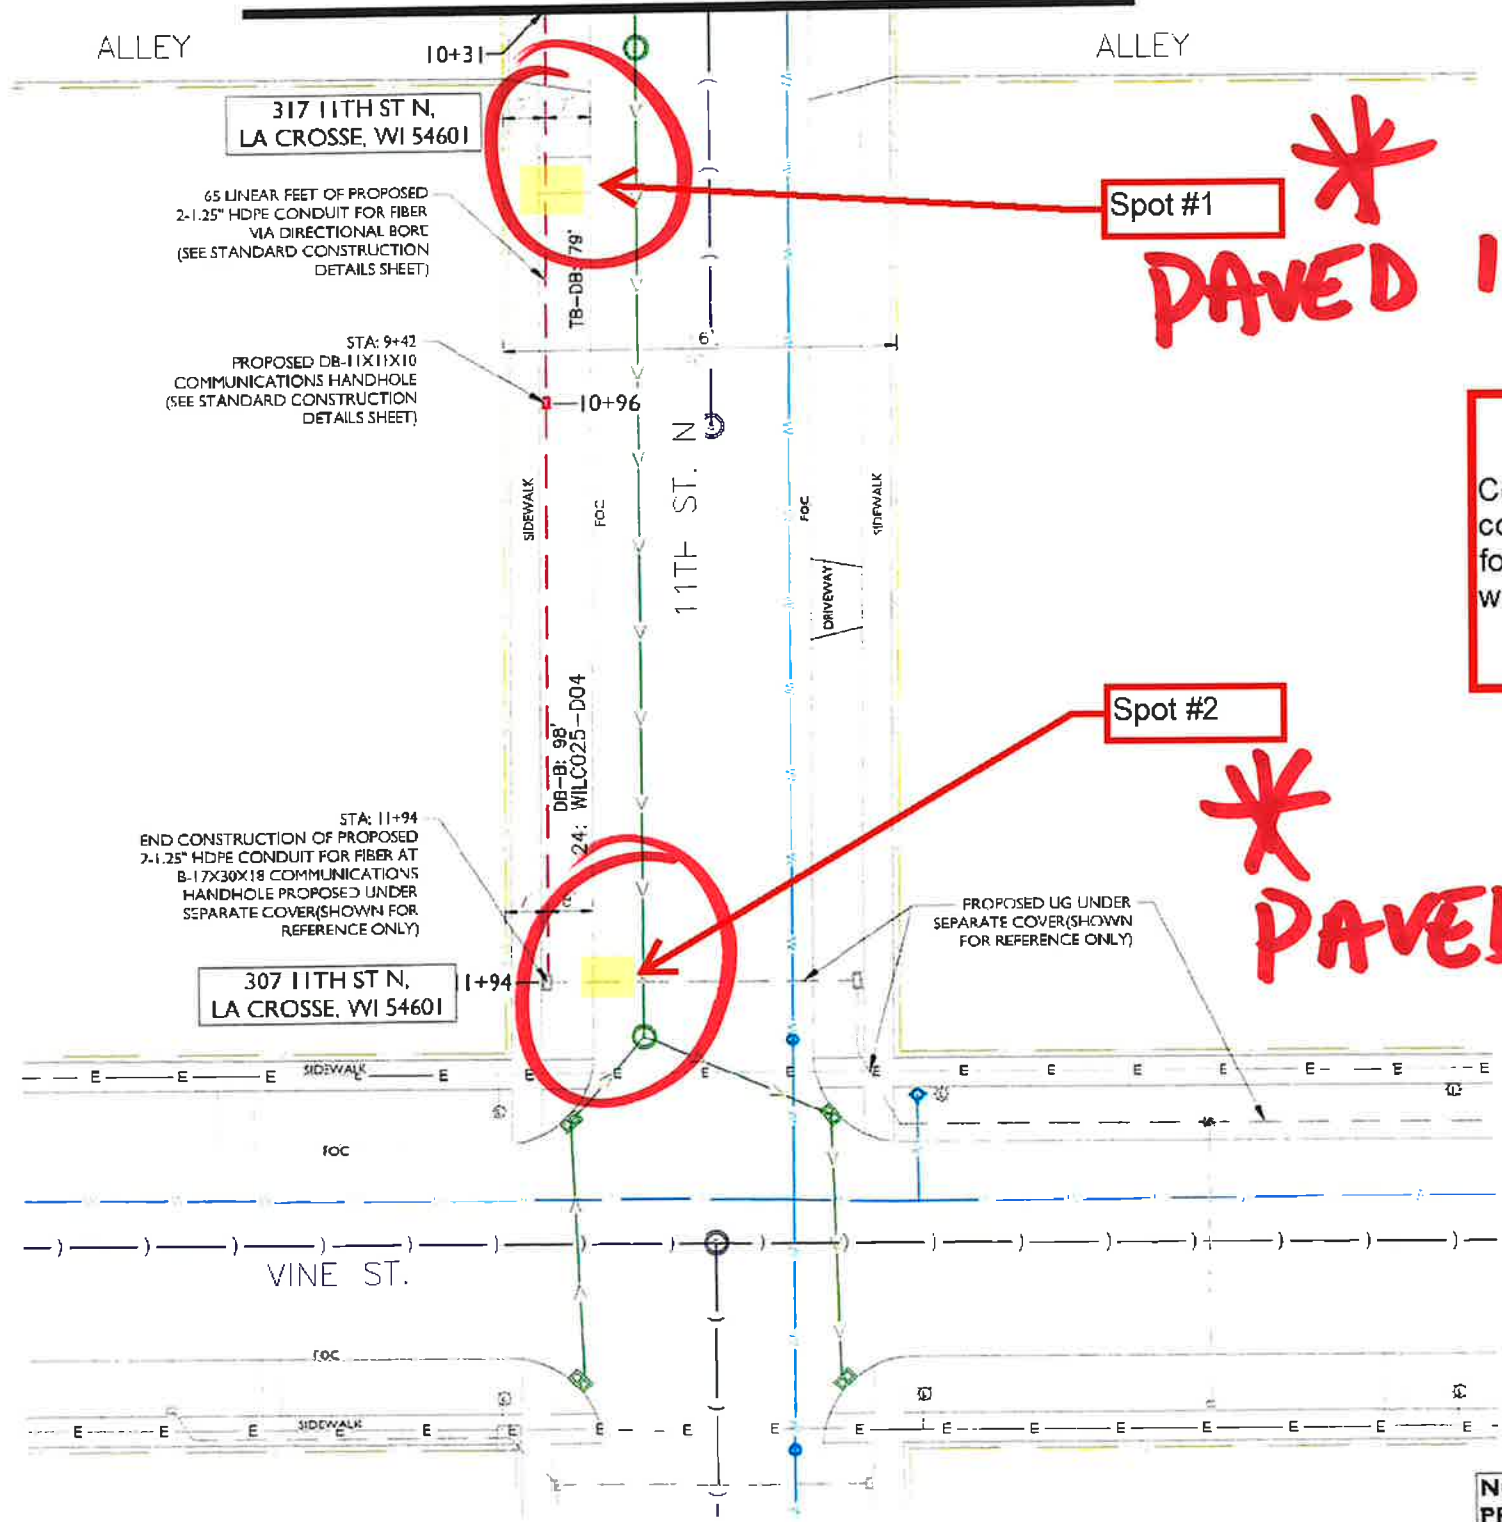 ALLEY
10+31
ALLEY
317 11TH ST N,
LA CROSSE, WI 54601
65 LINEAR FEET OF PROPOSED
2-1.25" HDPE CONDUIT FOR FIBER
VIA DIRECTIONAL BORE
(SEE STANDARD CONSTRUCTION
DETAILS SHEET)
TB-DB: 79'
Spot #1
PAVED
STA: 9+42
PROPOSED DB-11X11X10
COMMUNICATIONS HANDHOLE
(SEE STANDARD CONSTRUCTION
DETAILS SHEET)
10+96
11TH ST. N
SIDEWALK
FOC
FOC
SIDEWALK
DRIVEWAY
DB-B: 98'
24: WILCO25-D04
Spot #2
PAVED
STA: 11+94
END CONSTRUCTION OF PROPOSED
2-1.25" HDPE CONDUIT FOR FIBER AT
B-17X30X18 COMMUNICATIONS
HANDHOLE PROPOSED UNDER
SEPARATE COVER(SHOWN FOR
REFERENCE ONLY)
PROPOSED UG UNDER
SEPARATE COVER(SHOWN
FOR REFERENCE ONLY)
307 11TH ST N,
LA CROSSE, WI 54601
11+94
SIDEWALK
E E E E E E E E E E E E E E E
FOC
VINE ST.
FOC
SIDEWALK
E E E E E E E E E E E E E E E